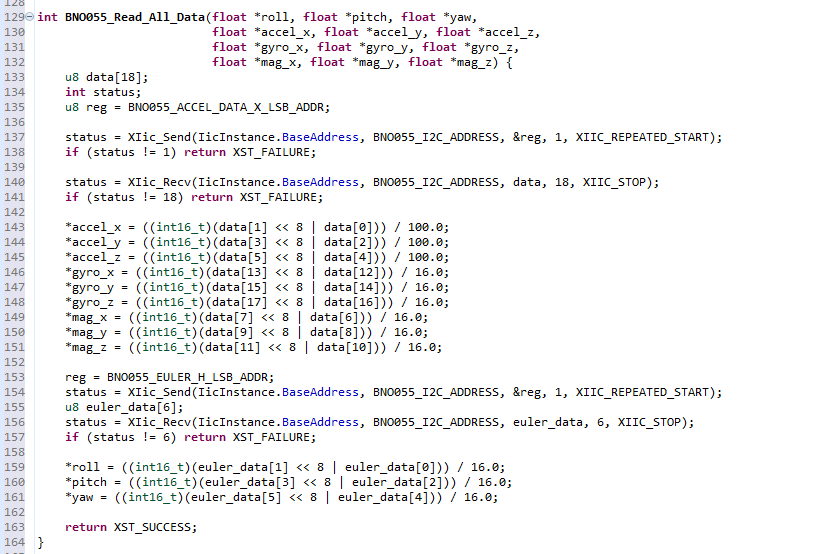 128
129 int BNO055_Read_All_Data(float *roll, float *pitch, float *yaw,
130                          float *accel_x, float *accel_y, float *accel_z,
131                          float *gyro_x, float *gyro_y, float *gyro_z,
132                          float *mag_x, float *mag_y, float *mag_z) {
133     u8 data[18];
134     int status;
135     u8 reg = BNO055_ACCEL_DATA_X_LSB_ADDR;
136
137     status = XIic_Send(IicInstance.BaseAddress, BNO055_I2C_ADDRESS, &reg, 1, XIIC_REPEATED_START);
138     if (status != 1) return XST_FAILURE;
139
140     status = XIic_Recv(IicInstance.BaseAddress, BNO055_I2C_ADDRESS, data, 18, XIIC_STOP);
141     if (status != 18) return XST_FAILURE;
142
143     *accel_x = ((int16_t)(data[1] << 8 | data[0])) / 100.0;
144     *accel_y = ((int16_t)(data[3] << 8 | data[2])) / 100.0;
145     *accel_z = ((int16_t)(data[5] << 8 | data[4])) / 100.0;
146     *gyro_x = ((int16_t)(data[13] << 8 | data[12])) / 16.0;
147     *gyro_y = ((int16_t)(data[15] << 8 | data[14])) / 16.0;
148     *gyro_z = ((int16_t)(data[17] << 8 | data[16])) / 16.0;
149     *mag_x = ((int16_t)(data[7] << 8 | data[6])) / 16.0;
150     *mag_y = ((int16_t)(data[9] << 8 | data[8])) / 16.0;
151     *mag_z = ((int16_t)(data[11] << 8 | data[10])) / 16.0;
152
153     reg = BNO055_EULER_H_LSB_ADDR;
154     status = XIic_Send(IicInstance.BaseAddress, BNO055_I2C_ADDRESS, &reg, 1, XIIC_REPEATED_START);
155     u8 euler_data[6];
156     status = XIic_Recv(IicInstance.BaseAddress, BNO055_I2C_ADDRESS, euler_data, 6, XIIC_STOP);
157     if (status != 6) return XST_FAILURE;
158
159     *roll = ((int16_t)(euler_data[1] << 8 | euler_data[0])) / 16.0;
160     *pitch = ((int16_t)(euler_data[3] << 8 | euler_data[2])) / 16.0;
161     *yaw = ((int16_t)(euler_data[5] << 8 | euler_data[4])) / 16.0;
162
163     return XST_SUCCESS;
164 }